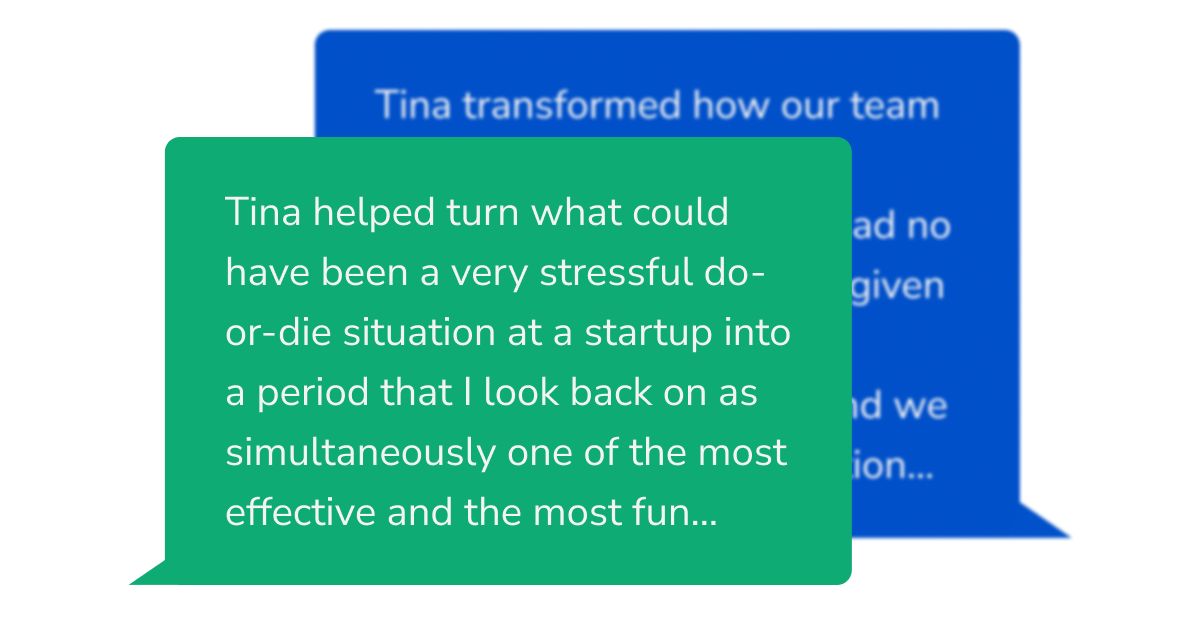 Tina transformed how our team
ad no
given
nd we
tion...
Tina helped turn what could
have been a very stressful do-
or-die situation at a startup into
a period that I look back on as
simultaneously one of the most
effective and the most fun...